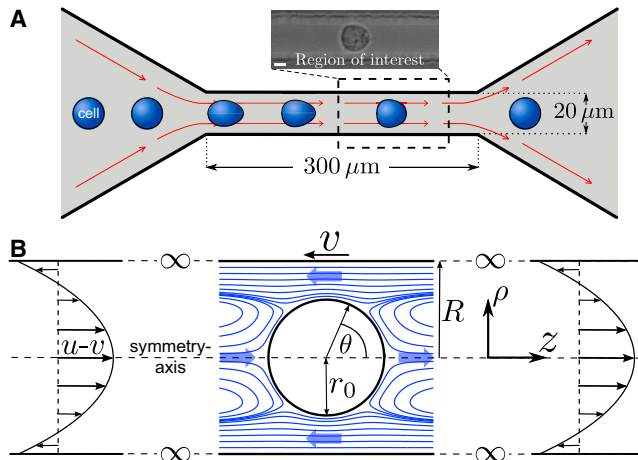 A
Region of interest
cell
20 μm
300 μm
B
v
∞ ∞
R
ρ
u-v
symmetry-
axis
θ
z
r₀
∞ ∞